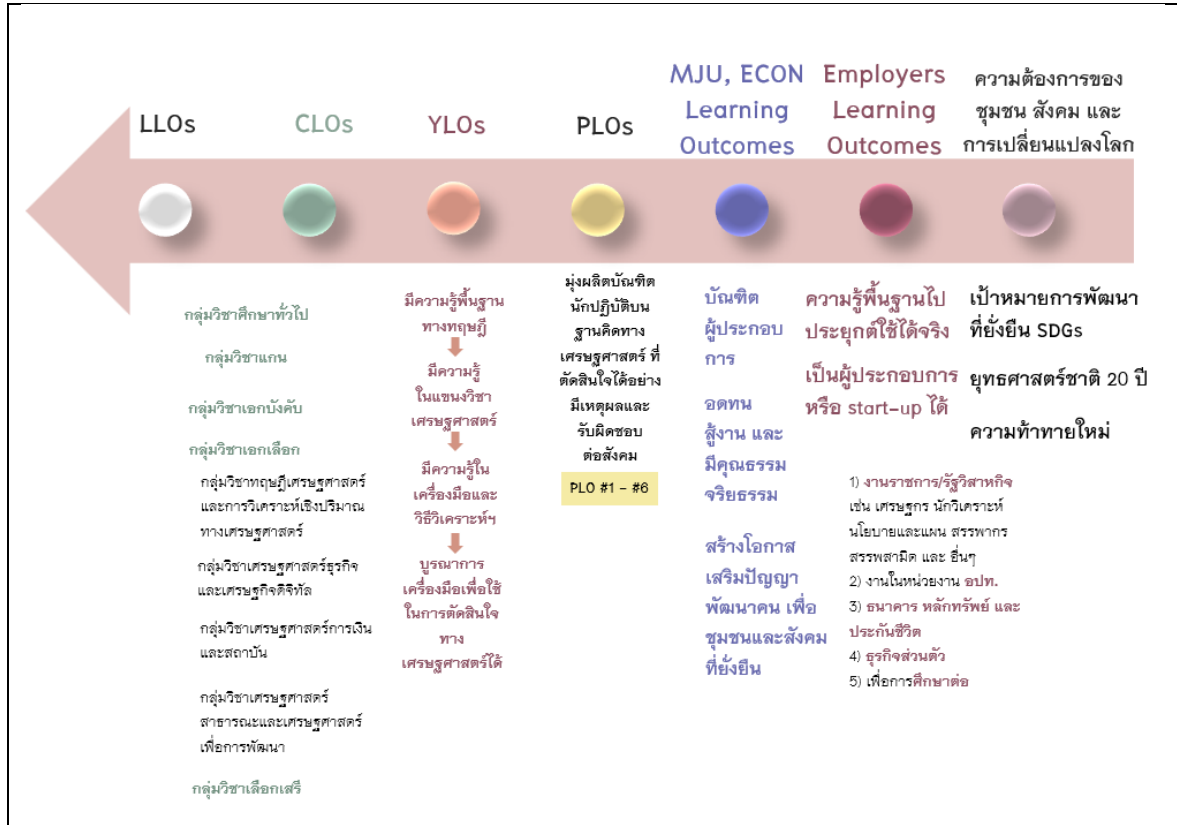 LLOs
CLOs
YLOs
PLOs
MJU, ECON
Learning
Outcomes
Employers
Learning
Outcomes
ความต้องการของ
ชุมชน สังคม และ
การเปลี่ยนแปลงโลก
กลุ่มวิชาศึกษาทั่วไป
กลุ่มวิชาแกน
กลุ่มวิชาเอกบังคับ
กลุ่มวิชาเอกเลือก
กลุ่มวิชาทฤษฎีเศรษฐศาสตร์
และการวิเคราะห์เชิงปริมาณ
ทางเศรษฐศาสตร์
กลุ่มวิชาเศรษฐศาสตร์ธุรกิจ
และเศรษฐกิจดิจิทัล
กลุ่มวิชาเศรษฐศาสตร์การเงิน
และสถาบัน
กลุ่มวิชาเศรษฐศาสตร์
สาธารณะและเศรษฐศาสตร์
เพื่อการพัฒนา
กลุ่มวิชาเลือกเสรี
มีความรู้พื้นฐาน
ทางทฤษฎี
มีความรู้
ในแขนงวิชา
เศรษฐศาสตร์
มีความรู้ใน
เครื่องมือและ
วิธีวิเคราะห์ฯ
บูรณาการ
เครื่องมือเพื่อใช้
ในการตัดสินใจ
ทาง
เศรษฐศาสตร์ได้
มุ่งผลิตบัณฑิต
นักปฏิบัติบน
ฐานคิดทาง
เศรษฐศาสตร์ ที่
ตัดสินใจได้อย่าง
มีเหตุผลและ
รับผิดชอบ
ต่อสังคม
PLO #1 – #6
บัณฑิต
ผู้ประกอบ
การ
อดทน
สู้งาน และ
มีคุณธรรม
จริยธรรม
สร้างโอกาส
เสริมปัญญา
พัฒนาคน เพื่อ
ชุมชนและสังคม
ที่ยั่งยืน
ความรู้พื้นฐานไป
ประยุกต์ใช้ได้จริง
เป็นผู้ประกอบการ
หรือ start-up ได้
1) งานราชการ/รัฐวิสาหกิจ
เช่น เศรษฐกร นักวิเคราะห์
นโยบายและแผน สรรพากร
สรรพสามิต และ อื่นๆ
2) งานในหน่วยงาน อปท.
3) ธนาคาร หลักทรัพย์ และ
ประกันชีวิต
4) ธุรกิจส่วนตัว
5) เพื่อการศึกษาต่อ
เป้าหมายการพัฒนา
ที่ยั่งยืน SDGs
ยุทธศาสตร์ชาติ 20 ปี
ความท้าทายใหม่